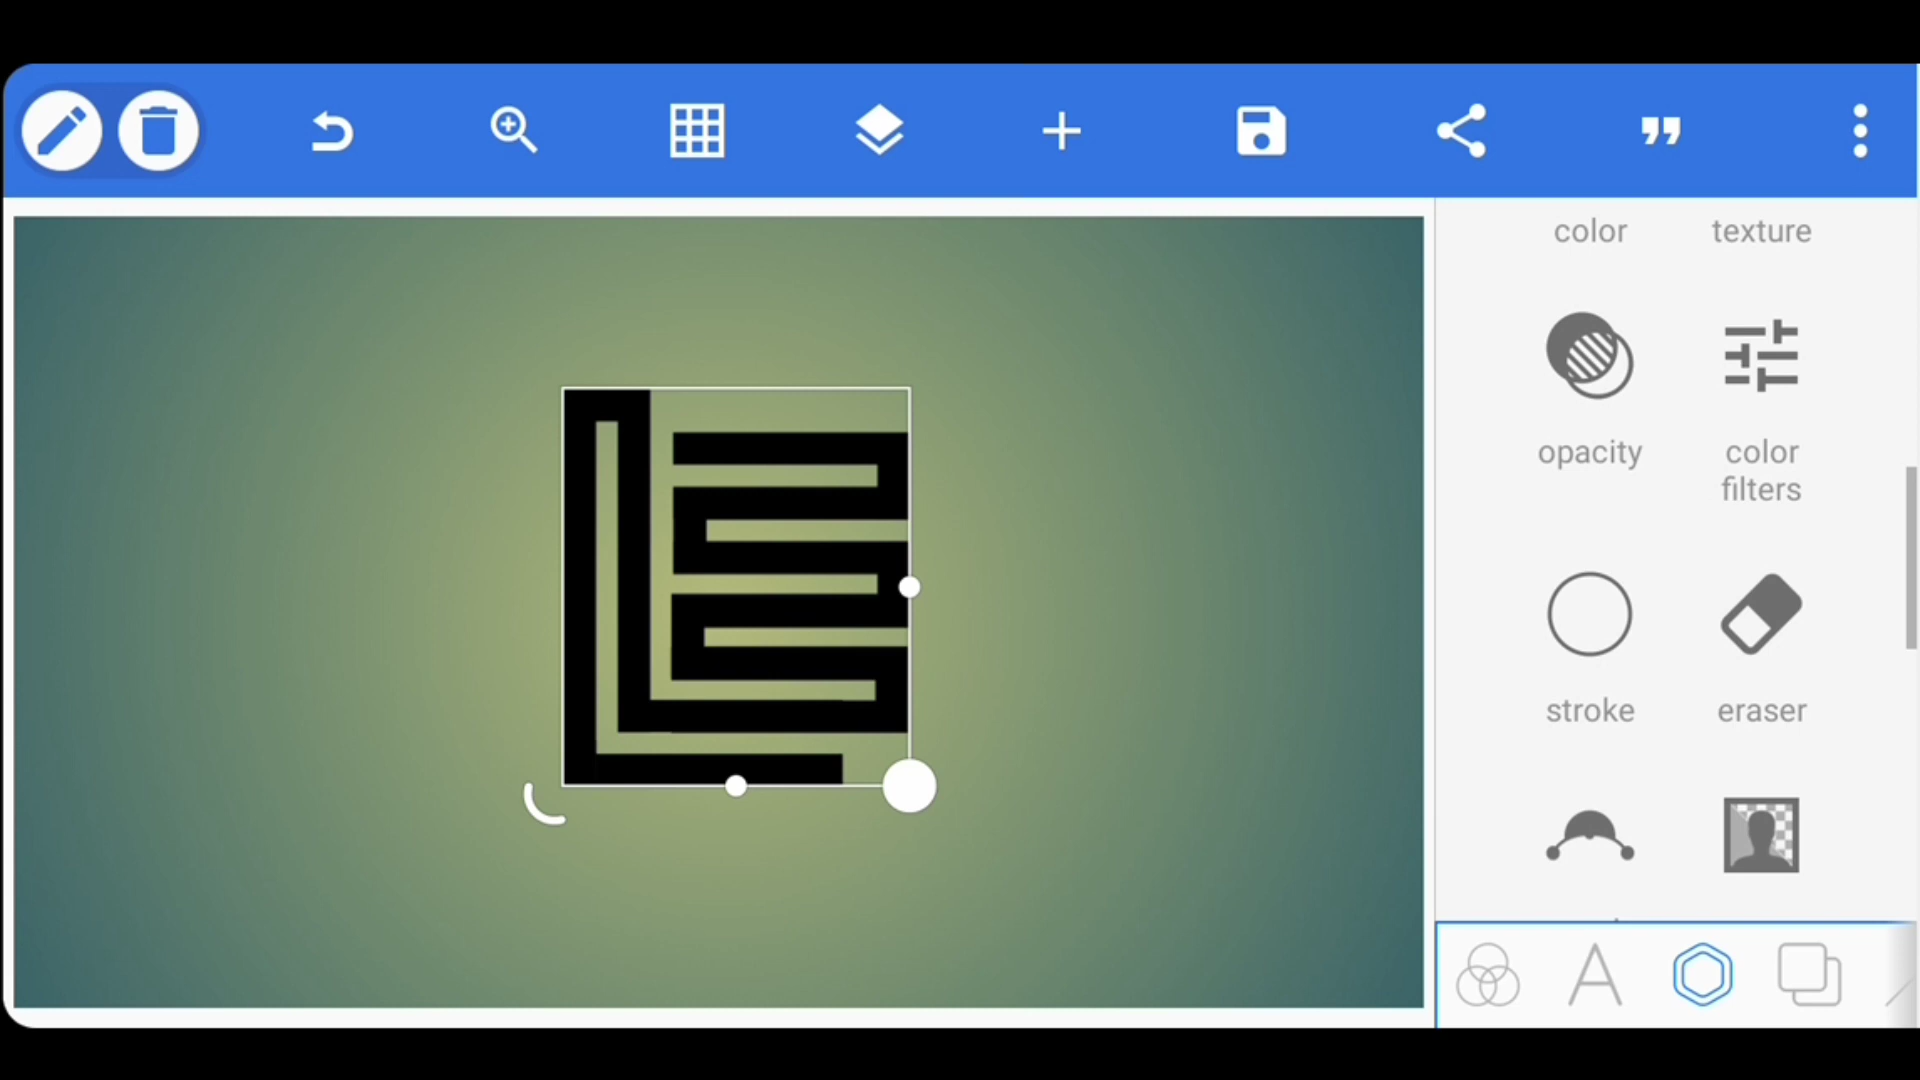 color
texture
opacity
color
filters
stroke
eraser